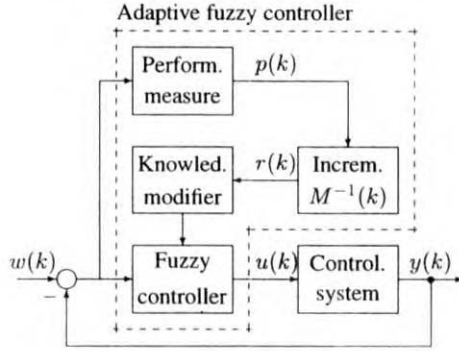 Adaptive fuzzy controller
Perform.
measure
p(k)
Knowled.
modifier
r(k)
Increm.
M⁻¹(k)
w(k)
−
Fuzzy
controller
u(k)
Control.
system
y(k)